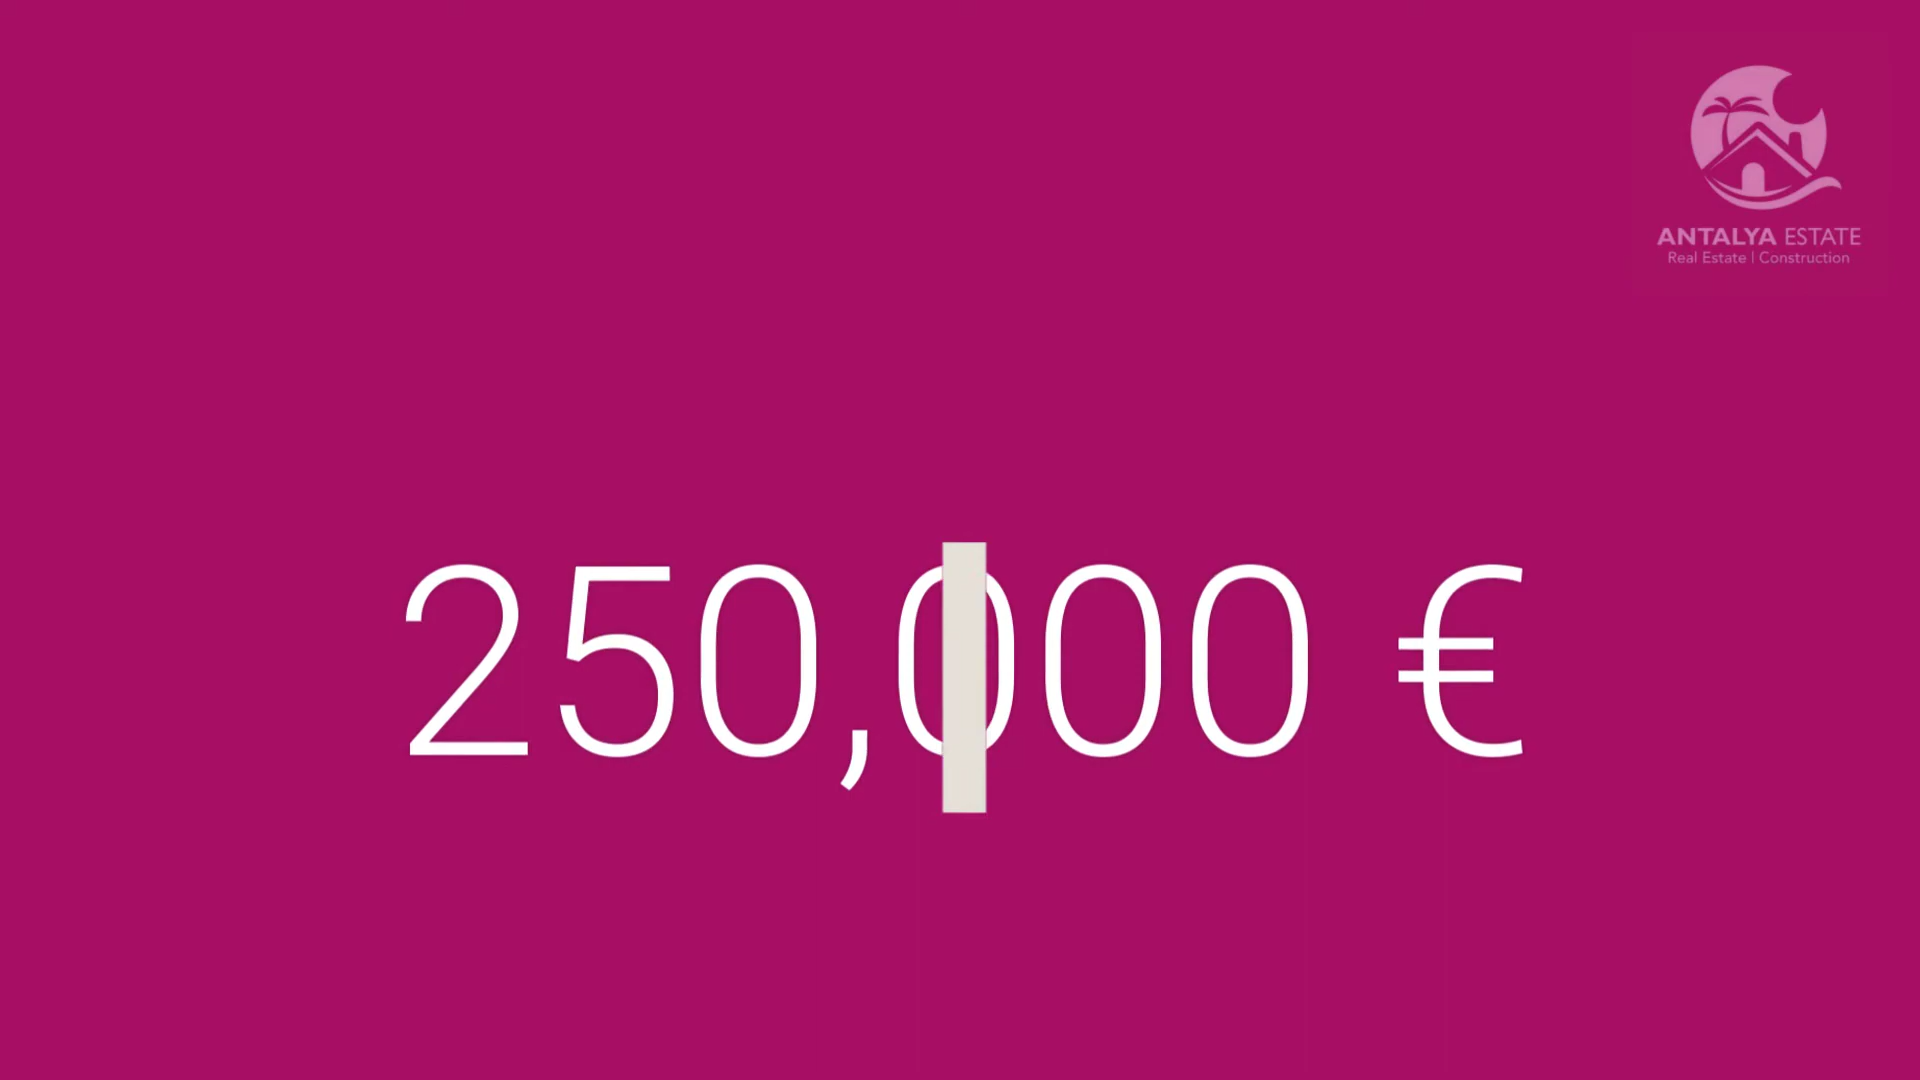 ANTALYA ESTATE
Real Estate | Construction
250,000 €